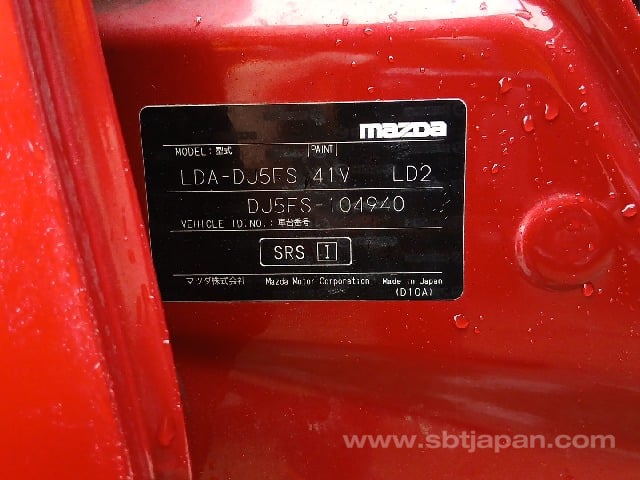 mazda
MODEL:型式 PAINT
LDA-DJ5FS 41V LD2
DJ5FS-104940
VEHICLE ID.NO.:車台番号
SRS I
マツダ株式会社 Mazda Motor Corporation Made in Japan
(D10A)
www.sbtjapan.com